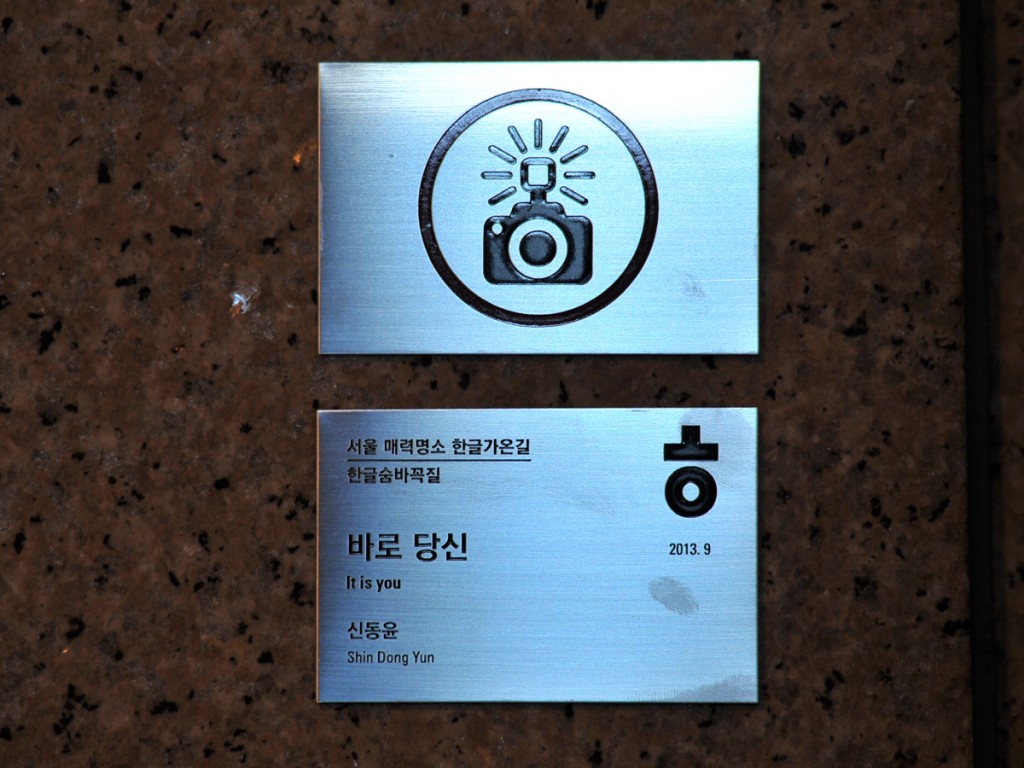 서울 매력명소 한글가온길
한글숨바꼭질
바로 당신
It is you
신동윤
Shin Dong Yun
ㅎ
2013. 9